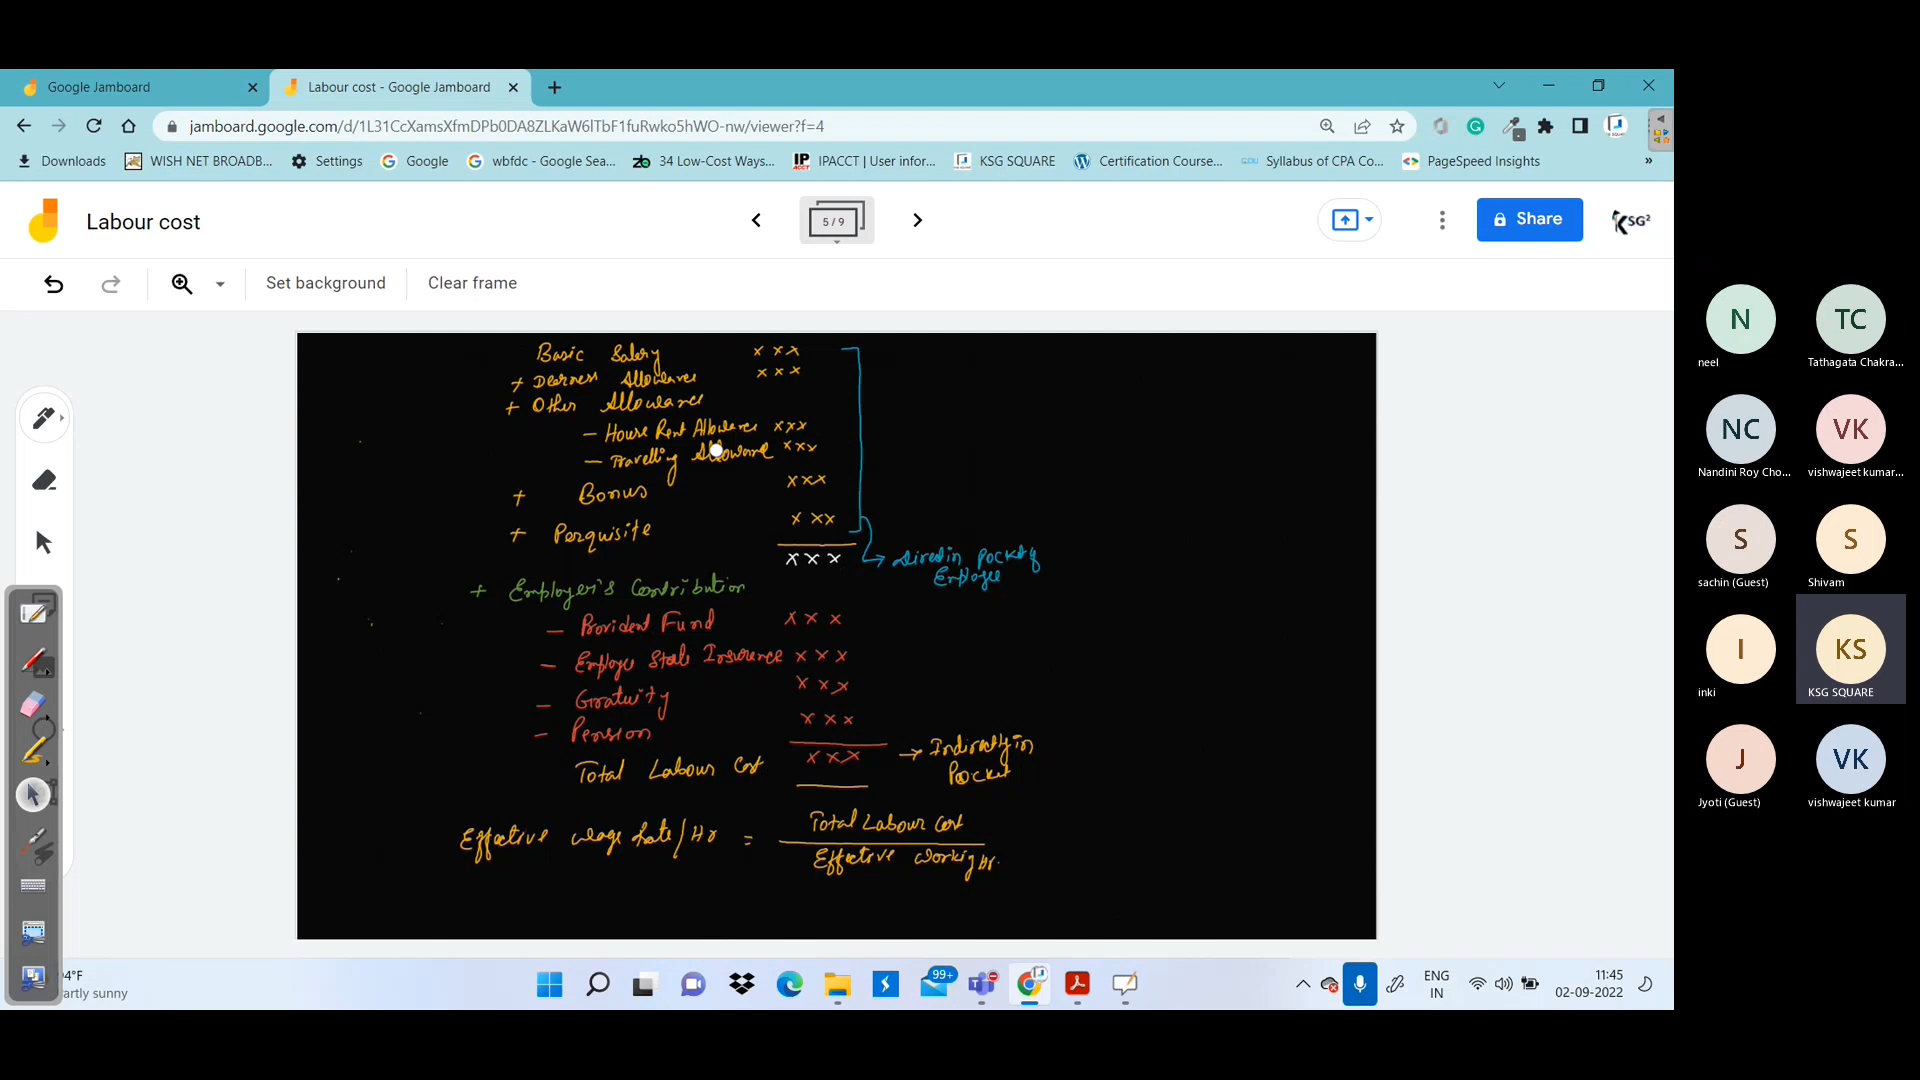 Google Jamboard
Labour cost - Google Jamboard
jamboard.google.com/d/1L31CcXamsXfmDPb0DA8ZLKaW6lTbF1fuRwko5hWO-nw/viewer?f=4
Downloads
WISH NET BROADB...
Settings
Google
wbfdc - Google Sea...
34 Low-Cost Ways...
IPACCT | User infor...
KSG SQUARE
Certification Course...
Syllabus of CPA Co...
PageSpeed Insights
»
Labour cost
5 / 9
Share
KSG²
Set background
Clear frame
Basic Salary xxx
+ Dearness Allowance xxx
+ Other Allowance
- House Rent Allowance xxx
- Travelling Allowance xxx
+ Bonus xxx
+ Perquisite xxx
xxx
→ Direct in Pocket of
Employee
+ Employer's Contribution
- Provident Fund xxx
- Employee State Insurance xxx
- Gratuity xxx
- Pension xxx
Total Labour Cost xxx → Indirectly in
Pocket
Effective Wage Rate/Hr = Total Labour Cost
Effective Working Hr.
N
neel
TC
Tathagata Chakra...
NC
Nandini Roy Cho...
VK
vishwajeet kumar...
S
sachin (Guest)
S
Shivam
I
inki
KS
KSG SQUARE
J
Jyoti (Guest)
VK
vishwajeet kumar
4°F
artly sunny
99+
ENG
IN
11:45
02-09-2022